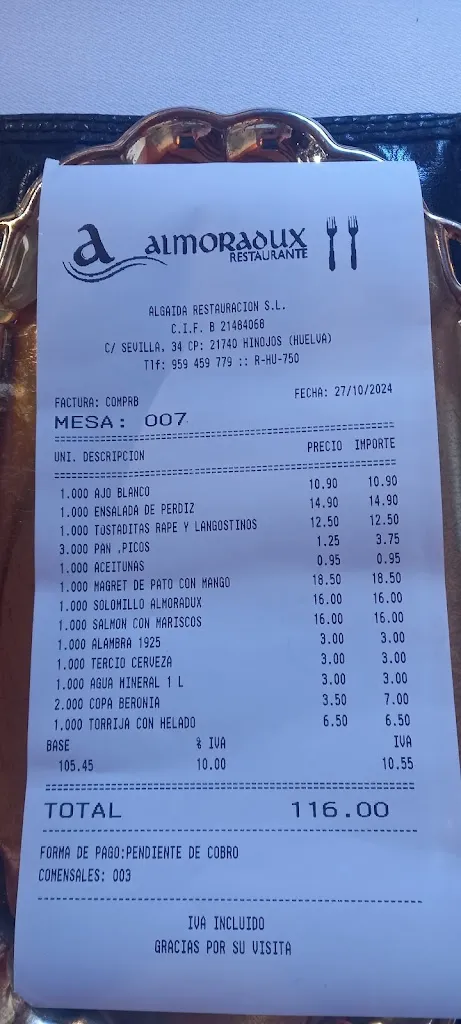 a ALMORADUX
RESTAURANTE
ALGAIDA RESTAURACION S.L.
C.I.F. B 21484068
C/ SEVILLA, 34 CP: 21740 HINOJOS (HUELVA)
Tlf: 959 459 779 :: R-HU-750
FACTURA: COMPRB FECHA: 27/10/2024
MESA: 007
UNI. DESCRIPCION PRECIO IMPORTE
1.000 AJO BLANCO 10.90 10.90
1.000 ENSALADA DE PERDIZ 14.90 14.90
1.000 TOSTADITAS RAPE Y LANGOSTINOS 12.50 12.50
3.000 PAN .PICOS 1.25 3.75
1.000 ACEITUNAS 0.95 0.95
1.000 MAGRET DE PATO CON MANGO 18.50 18.50
1.000 SOLOMILLO ALMORADUX 16.00 16.00
1.000 SALMON CON MARISCOS 16.00 16.00
1.000 ALAMBRA 1925 3.00 3.00
1.000 TERCIO CERVEZA 3.00 3.00
1.000 AGUA MINERAL 1 L 3.00 3.00
2.000 COPA BERONIA 3.50 7.00
1.000 TORRIJA CON HELADO 6.50 6.50
BASE % IVA IVA
105.45 10.00 10.55
TOTAL 116.00
FORMA DE PAGO:PENDIENTE DE COBRO
COMENSALES: 003
IVA INCLUIDO
GRACIAS POR SU VISITA